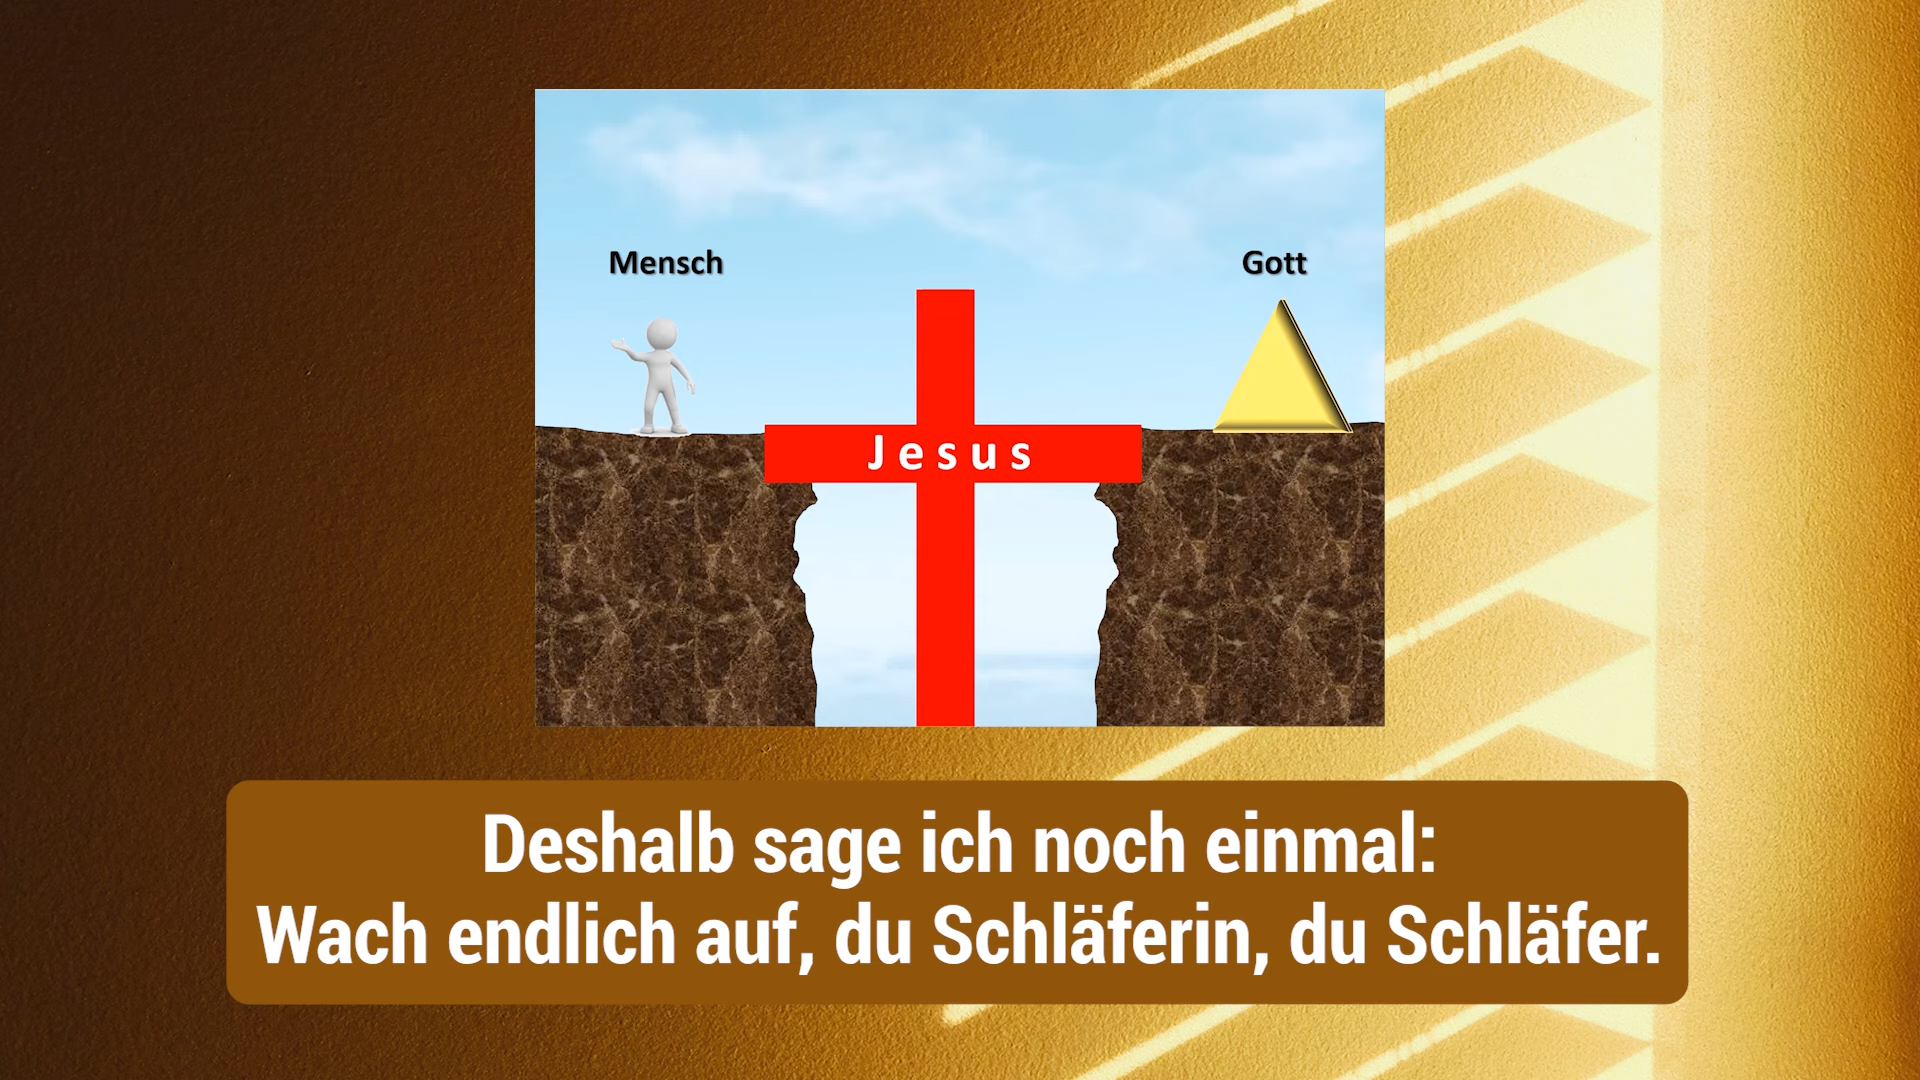 Mensch
Gott
Jesus
Deshalb sage ich noch einmal:
Wach endlich auf, du Schläferin, du Schläfer.